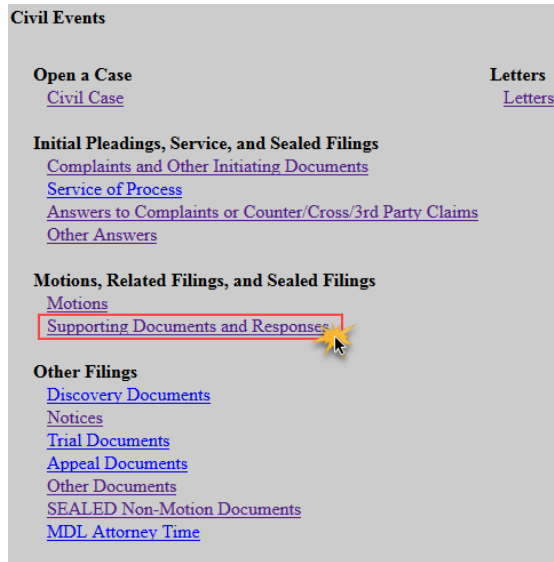 Civil Events
Open a Case
Civil Case
Letters
Letters
Initial Pleadings, Service, and Sealed Filings
Complaints and Other Initiating Documents
Service of Process
Answers to Complaints or Counter/Cross/3rd Party Claims
Other Answers
Motions, Related Filings, and Sealed Filings
Motions
Supporting Documents and Responses
Other Filings
Discovery Documents
Notices
Trial Documents
Appeal Documents
Other Documents
SEALED Non-Motion Documents
MDL Attorney Time